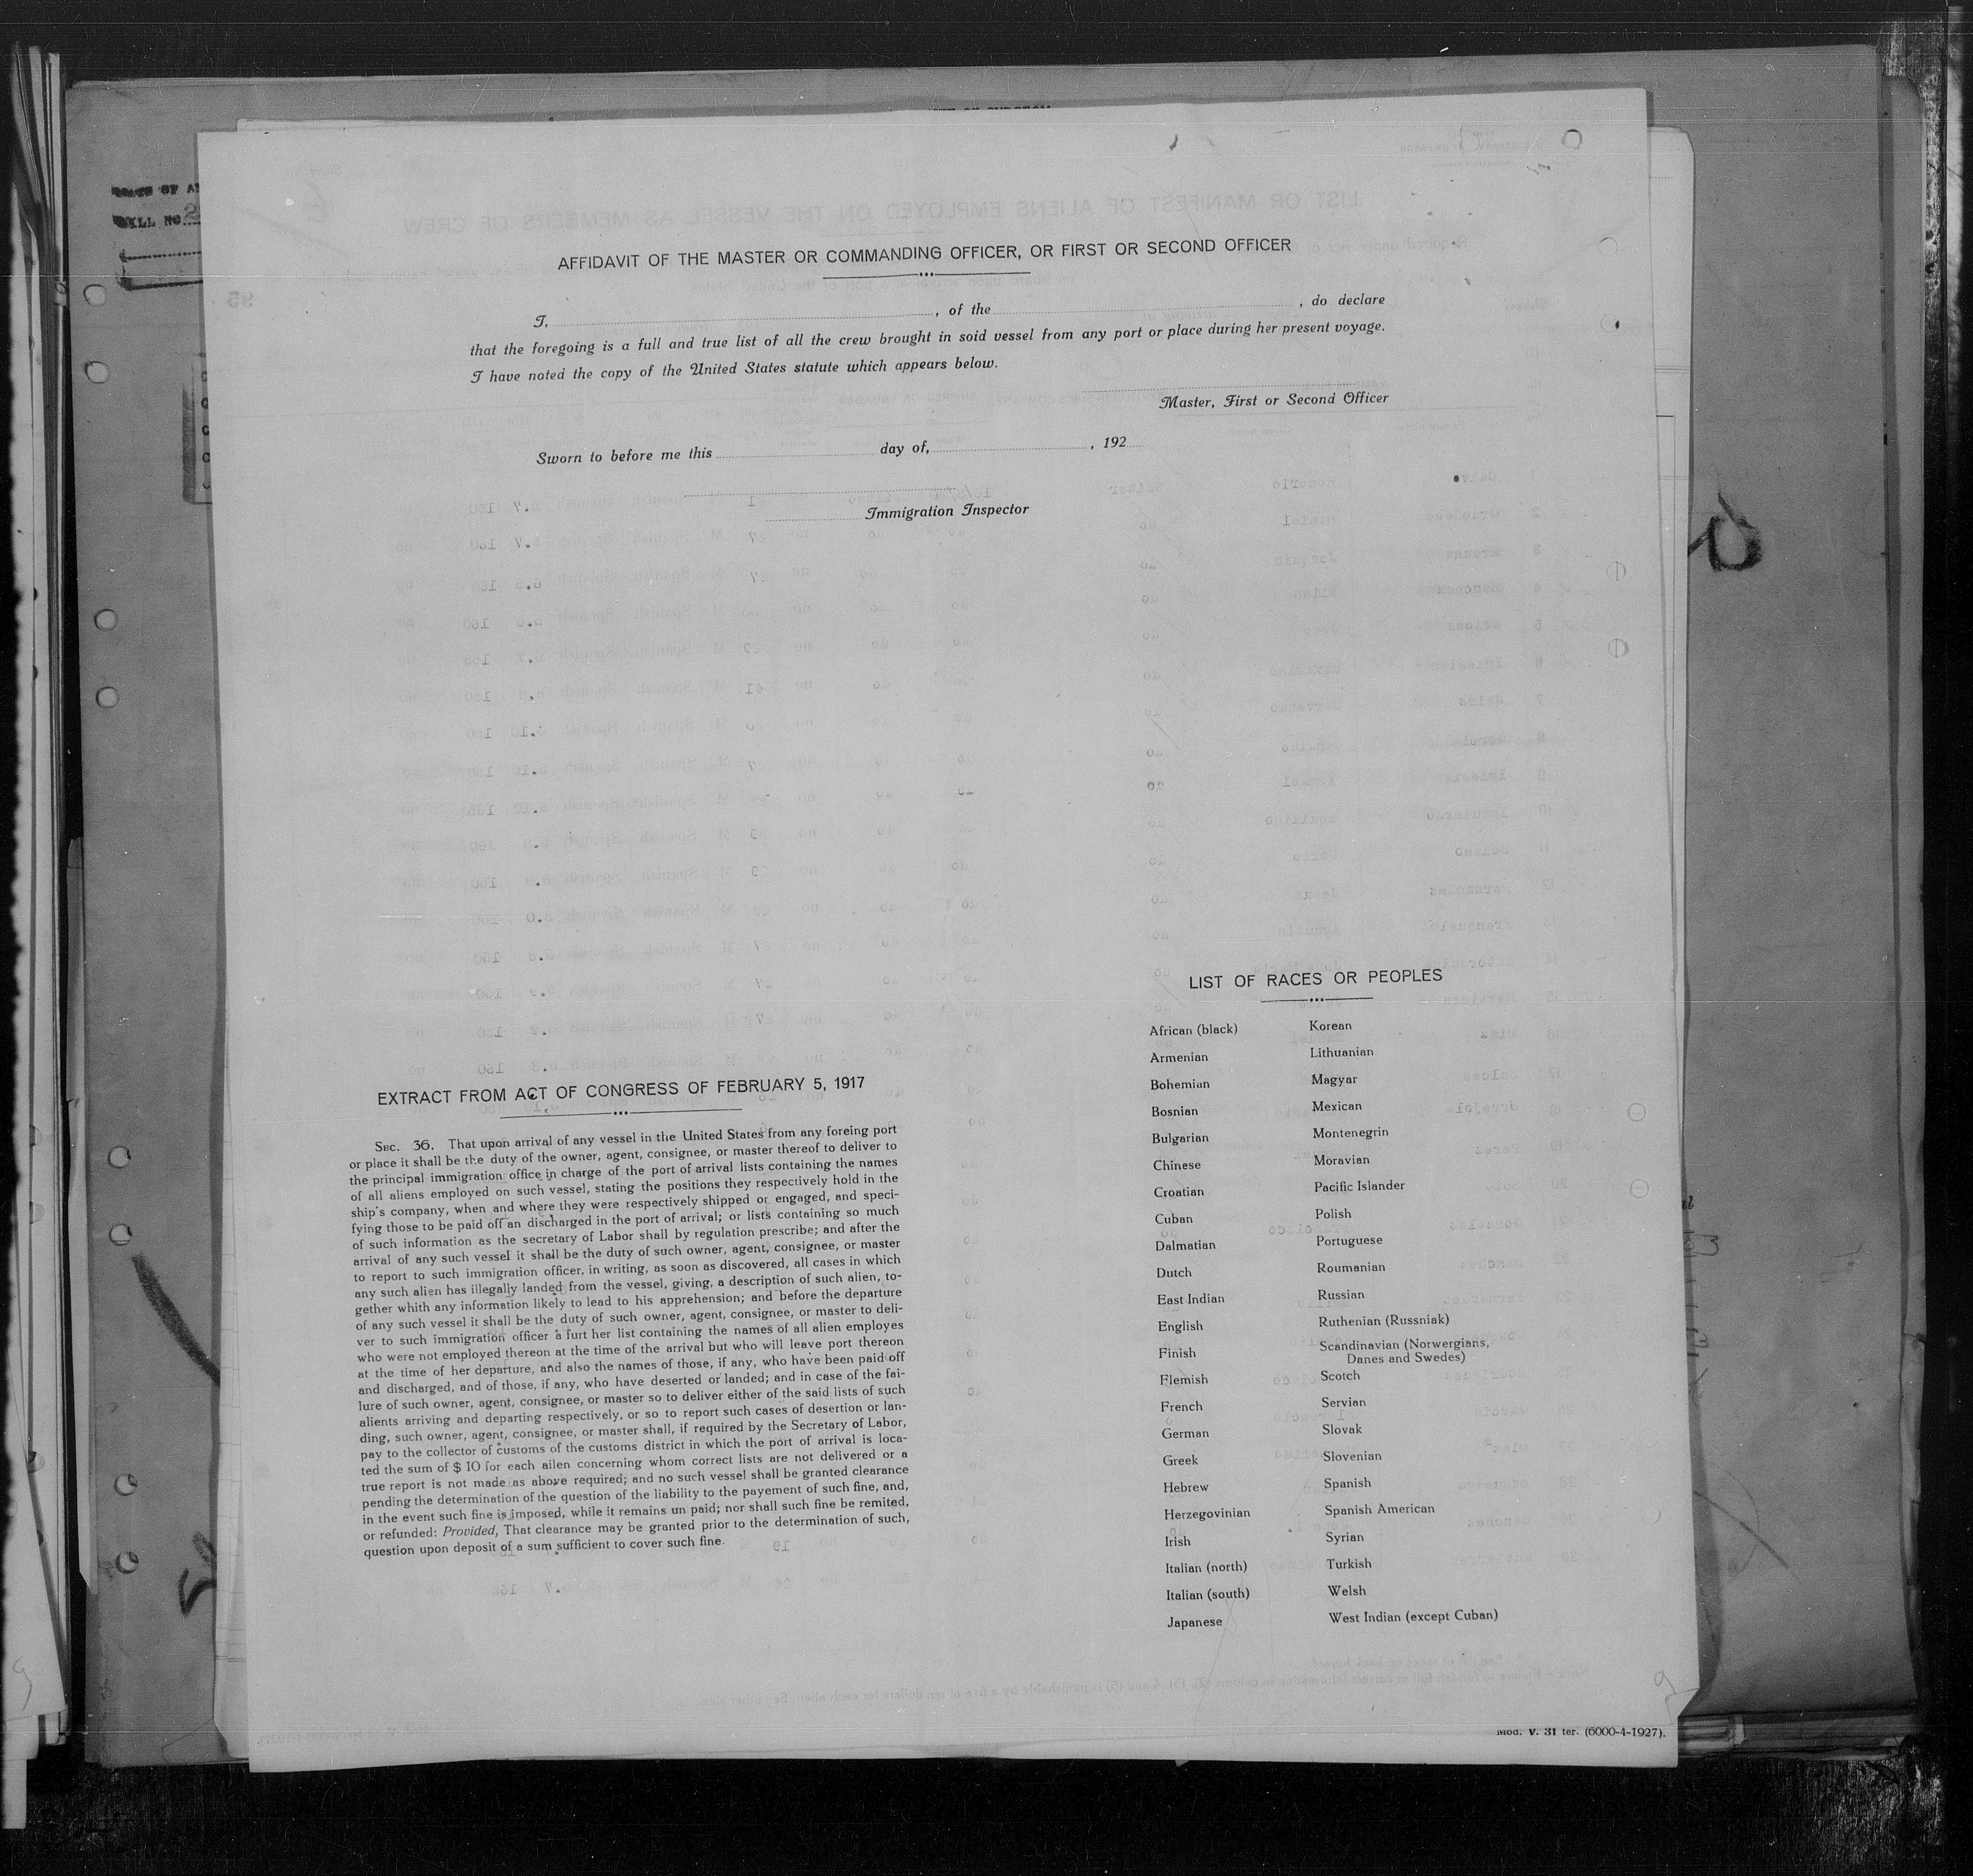 AFFIDAVIT OF THE MASTER OR COMMANDING OFFICER, OR FIRST OR SECOND OFFICER
I, , of the , do declare
that the foregoing is a full and true list of all the crew brought in soid vessel from any port or place during her present voyage.
I have noted the copy of the United States statute which appears below.
Master, First or Second Officer
Sworn to before me this day of, , 192
Immigration Inspector
EXTRACT FROM ACT OF CONGRESS OF FEBRUARY 5, 1917
SEC. 36. That upon arrival of any vessel in the United States from any foreing port
or place it shall be the duty of the owner, agent, consignee, or master thereof to deliver to
the principal immigration office in charge of the port of arrival lists containing the names
of all aliens employed on such vessel, stating the positions they respectively hold in the
ship's company, when and where they were respectively shipped or engaged, and speci-
fying those to be paid off an discharged in the port of arrival; or lists containing so much
of such information as the secretary of Labor shall by regulation prescribe; and after the
arrival of any such vessel it shall be the duty of such owner, agent, consignee, or master
to report to such immigration officer, in writing, as soon as discovered, all cases in which
any such alien has illegally landed from the vessel, giving, a description of such alien, to-
gether whith any information likely to lead to his apprehension; and before the departure
of any such vessel it shall be the duty of such owner, agent, consignee, or master to deli-
ver to such immigration officer a furt her list containing the names of all alien employes
who were not employed thereon at the time of the arrival but who will leave port thereon
at the time of her departure, and also the names of those, if any, who have been paid off
and discharged, and of those, if any, who have deserted or landed; and in case of the fai-
lure of such owner, agent, consignee, or master so to deliver either of the said lists of such
alients arriving and departing respectively, or so to report such cases of desertion or lan-
ding, such owner, agent, consignee, or master shall, if required by the Secretary of Labor,
pay to the collector of customs of the customs district in which the port of arrival is loca-
ted the sum of $ 10 for each ailen concerning whom correct lists are not delivered or a
true report is not made as above required; and no such vessel shall be granted clearance
pending the determination of the question of the liability to the payement of such fine, and,
in the event such fine is imposed, while it remains un paid; nor shall such fine be remited,
or refunded: Provided, That clearance may be granted prior to the determination of such,
question upon deposit of a sum sufficient to cover such fine.
LIST OF RACES OR PEOPLES
African (black)
Armenian
Bohemian
Bosnian
Bulgarian
Chinese
Croatian
Cuban
Dalmatian
Dutch
East Indian
English
Finish
Flemish
French
German
Greek
Hebrew
Herzegovinian
Irish
Italian (north)
Italian (south)
Japanese
Korean
Lithuanian
Magyar
Mexican
Montenegrin
Moravian
Pacific Islander
Polish
Portuguese
Roumanian
Russian
Ruthenian (Russniak)
Scandinavian (Norwergians,
Danes and Swedes)
Scotch
Servian
Slovak
Slovenian
Spanish
Spanish American
Syrian
Turkish
Welsh
West Indian (except Cuban)
Mod. V. 31 ter. (6000-4-1927).